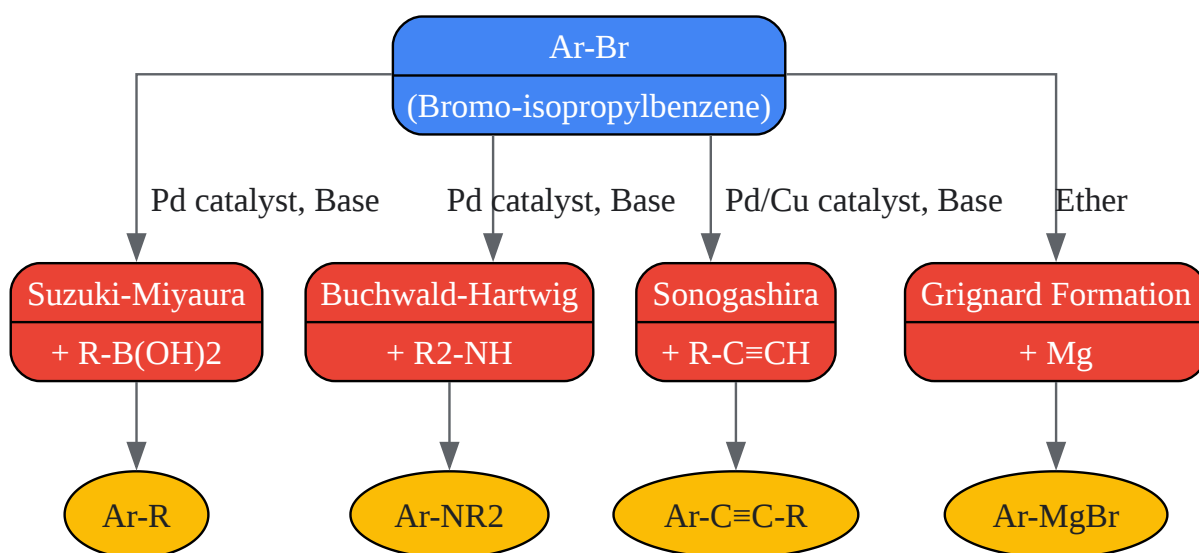 Ar-Br
(Bromo-isopropylbenzene)
Pd catalyst, Base
Pd catalyst, Base
Pd/Cu catalyst, Base
Ether
Suzuki-Miyaura
+ R-B(OH)2
Buchwald-Hartwig
+ R2-NH
Sonogashira
+ R-C≡CH
Grignard Formation
+ Mg
Ar-R
Ar-NR2
Ar-C≡C-R
Ar-MgBr